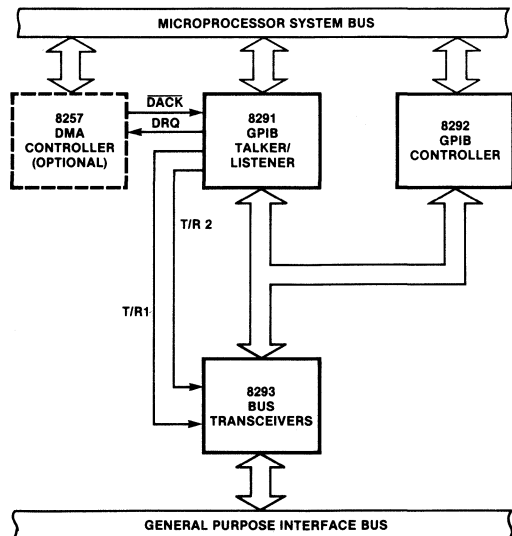 MICROPROCESSOR SYSTEM BUS
8257
DMA
CONTROLLER
(OPTIONAL)
DACK
DRQ
8291
GPIB
TALKER/
LISTENER
8292
GPIB
CONTROLLER
T/R 2
T/R1
8293
BUS
TRANSCEIVERS
GENERAL PURPOSE INTERFACE BUS